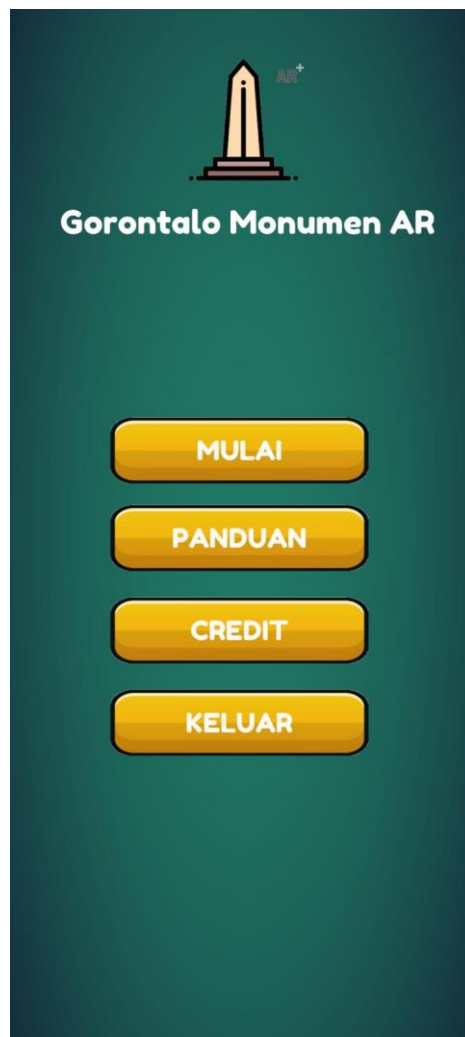 AR+
Gorontalo Monumen AR
MULAI
PANDUAN
CREDIT
KELUAR